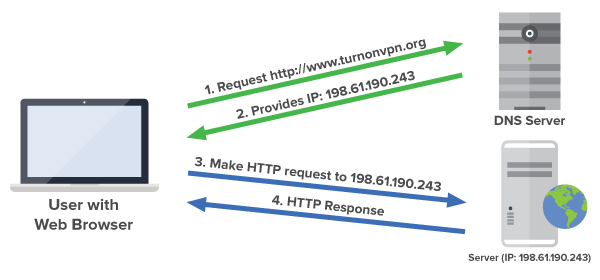 1. Request http://www.turnonvpn.org
2. Provides IP: 198.61.190.243
DNS Server
3. Make HTTP request to 198.61.190.243
4. HTTP Response
User with
Web Browser
Server (IP: 198.61.190.243)